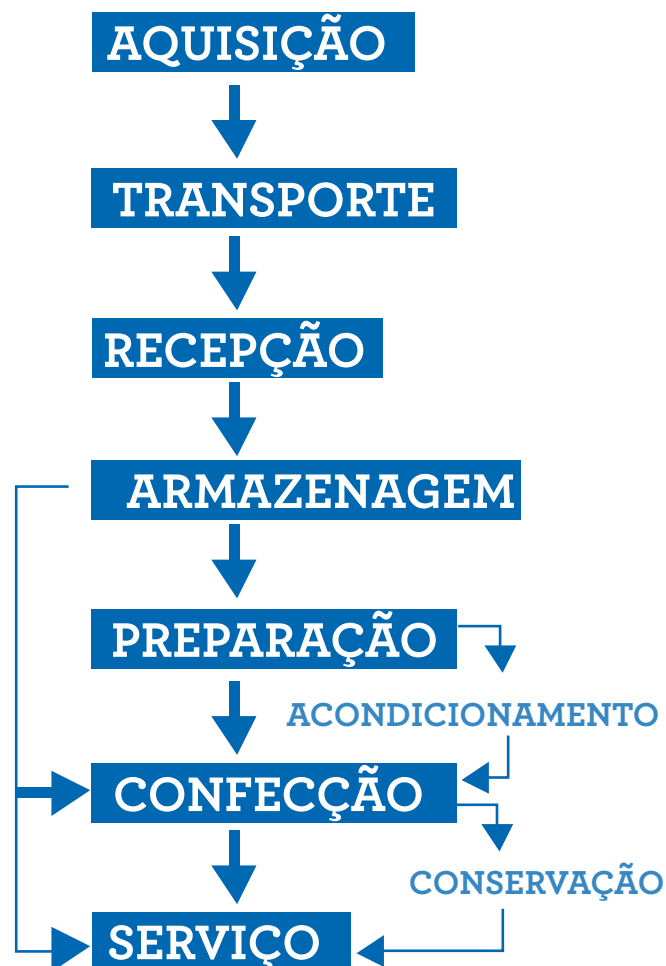 AQUISIÇÃO
TRANSPORTE
RECEPÇÃO
ARMAZENAGEM
PREPARAÇÃO
ACONDICIONAMENTO
CONFECÇÃO
CONSERVAÇÃO
SERVIÇO